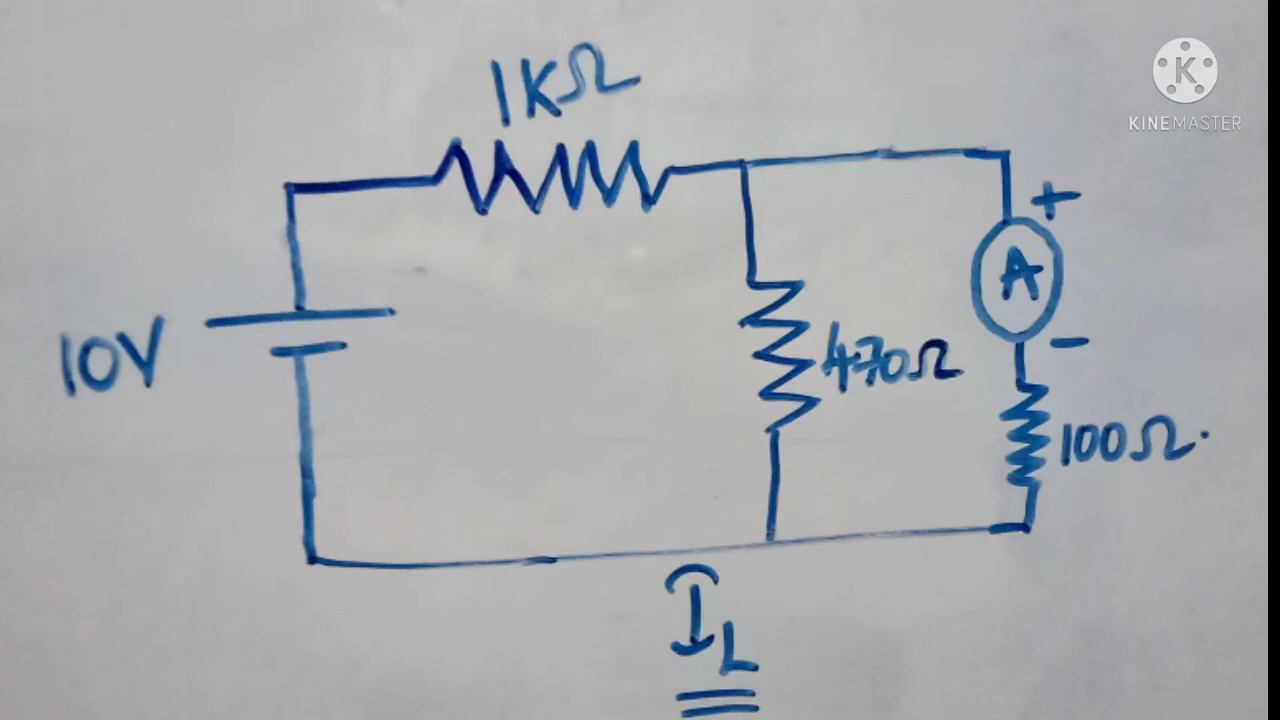 1KΩ
K
KINEMASTER
+
A
10V
470Ω
-
100Ω.
I_L